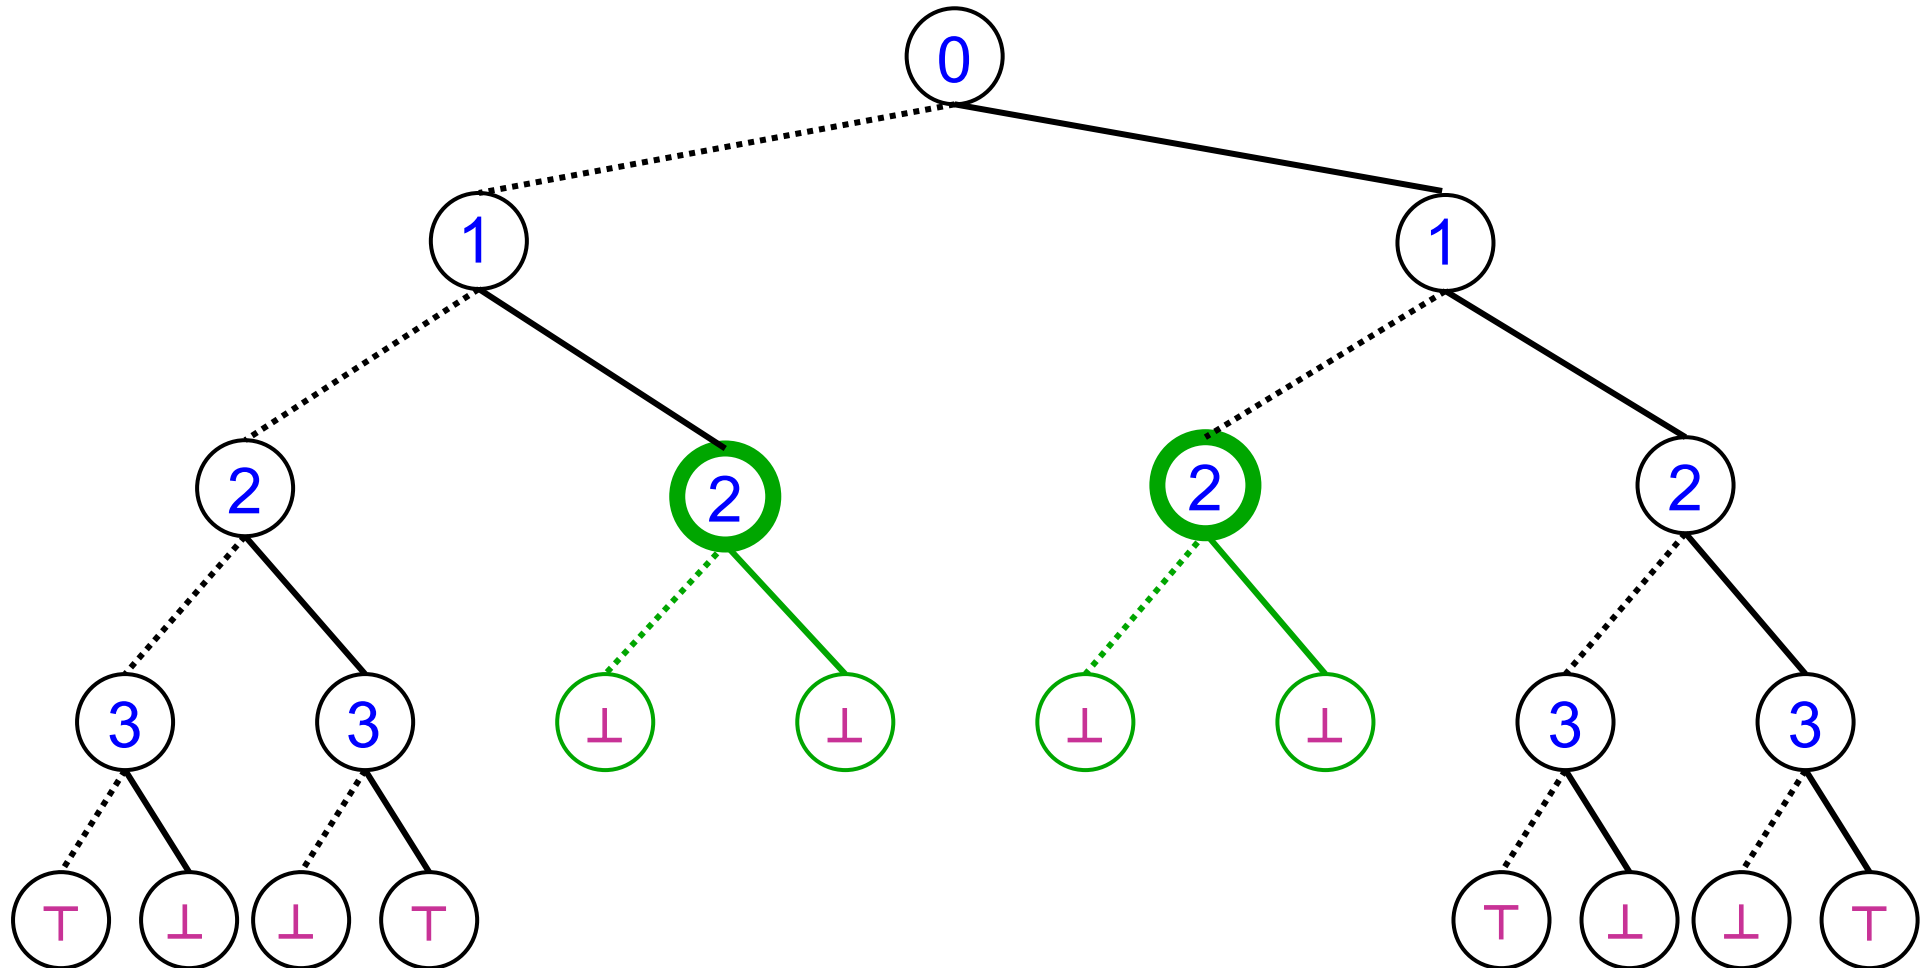 0
1 1
2 2 2 2
3 3 ⊥ ⊥ ⊥ ⊥ 3 3
⊤ ⊥ ⊥ ⊤ ⊤ ⊥ ⊥ ⊤